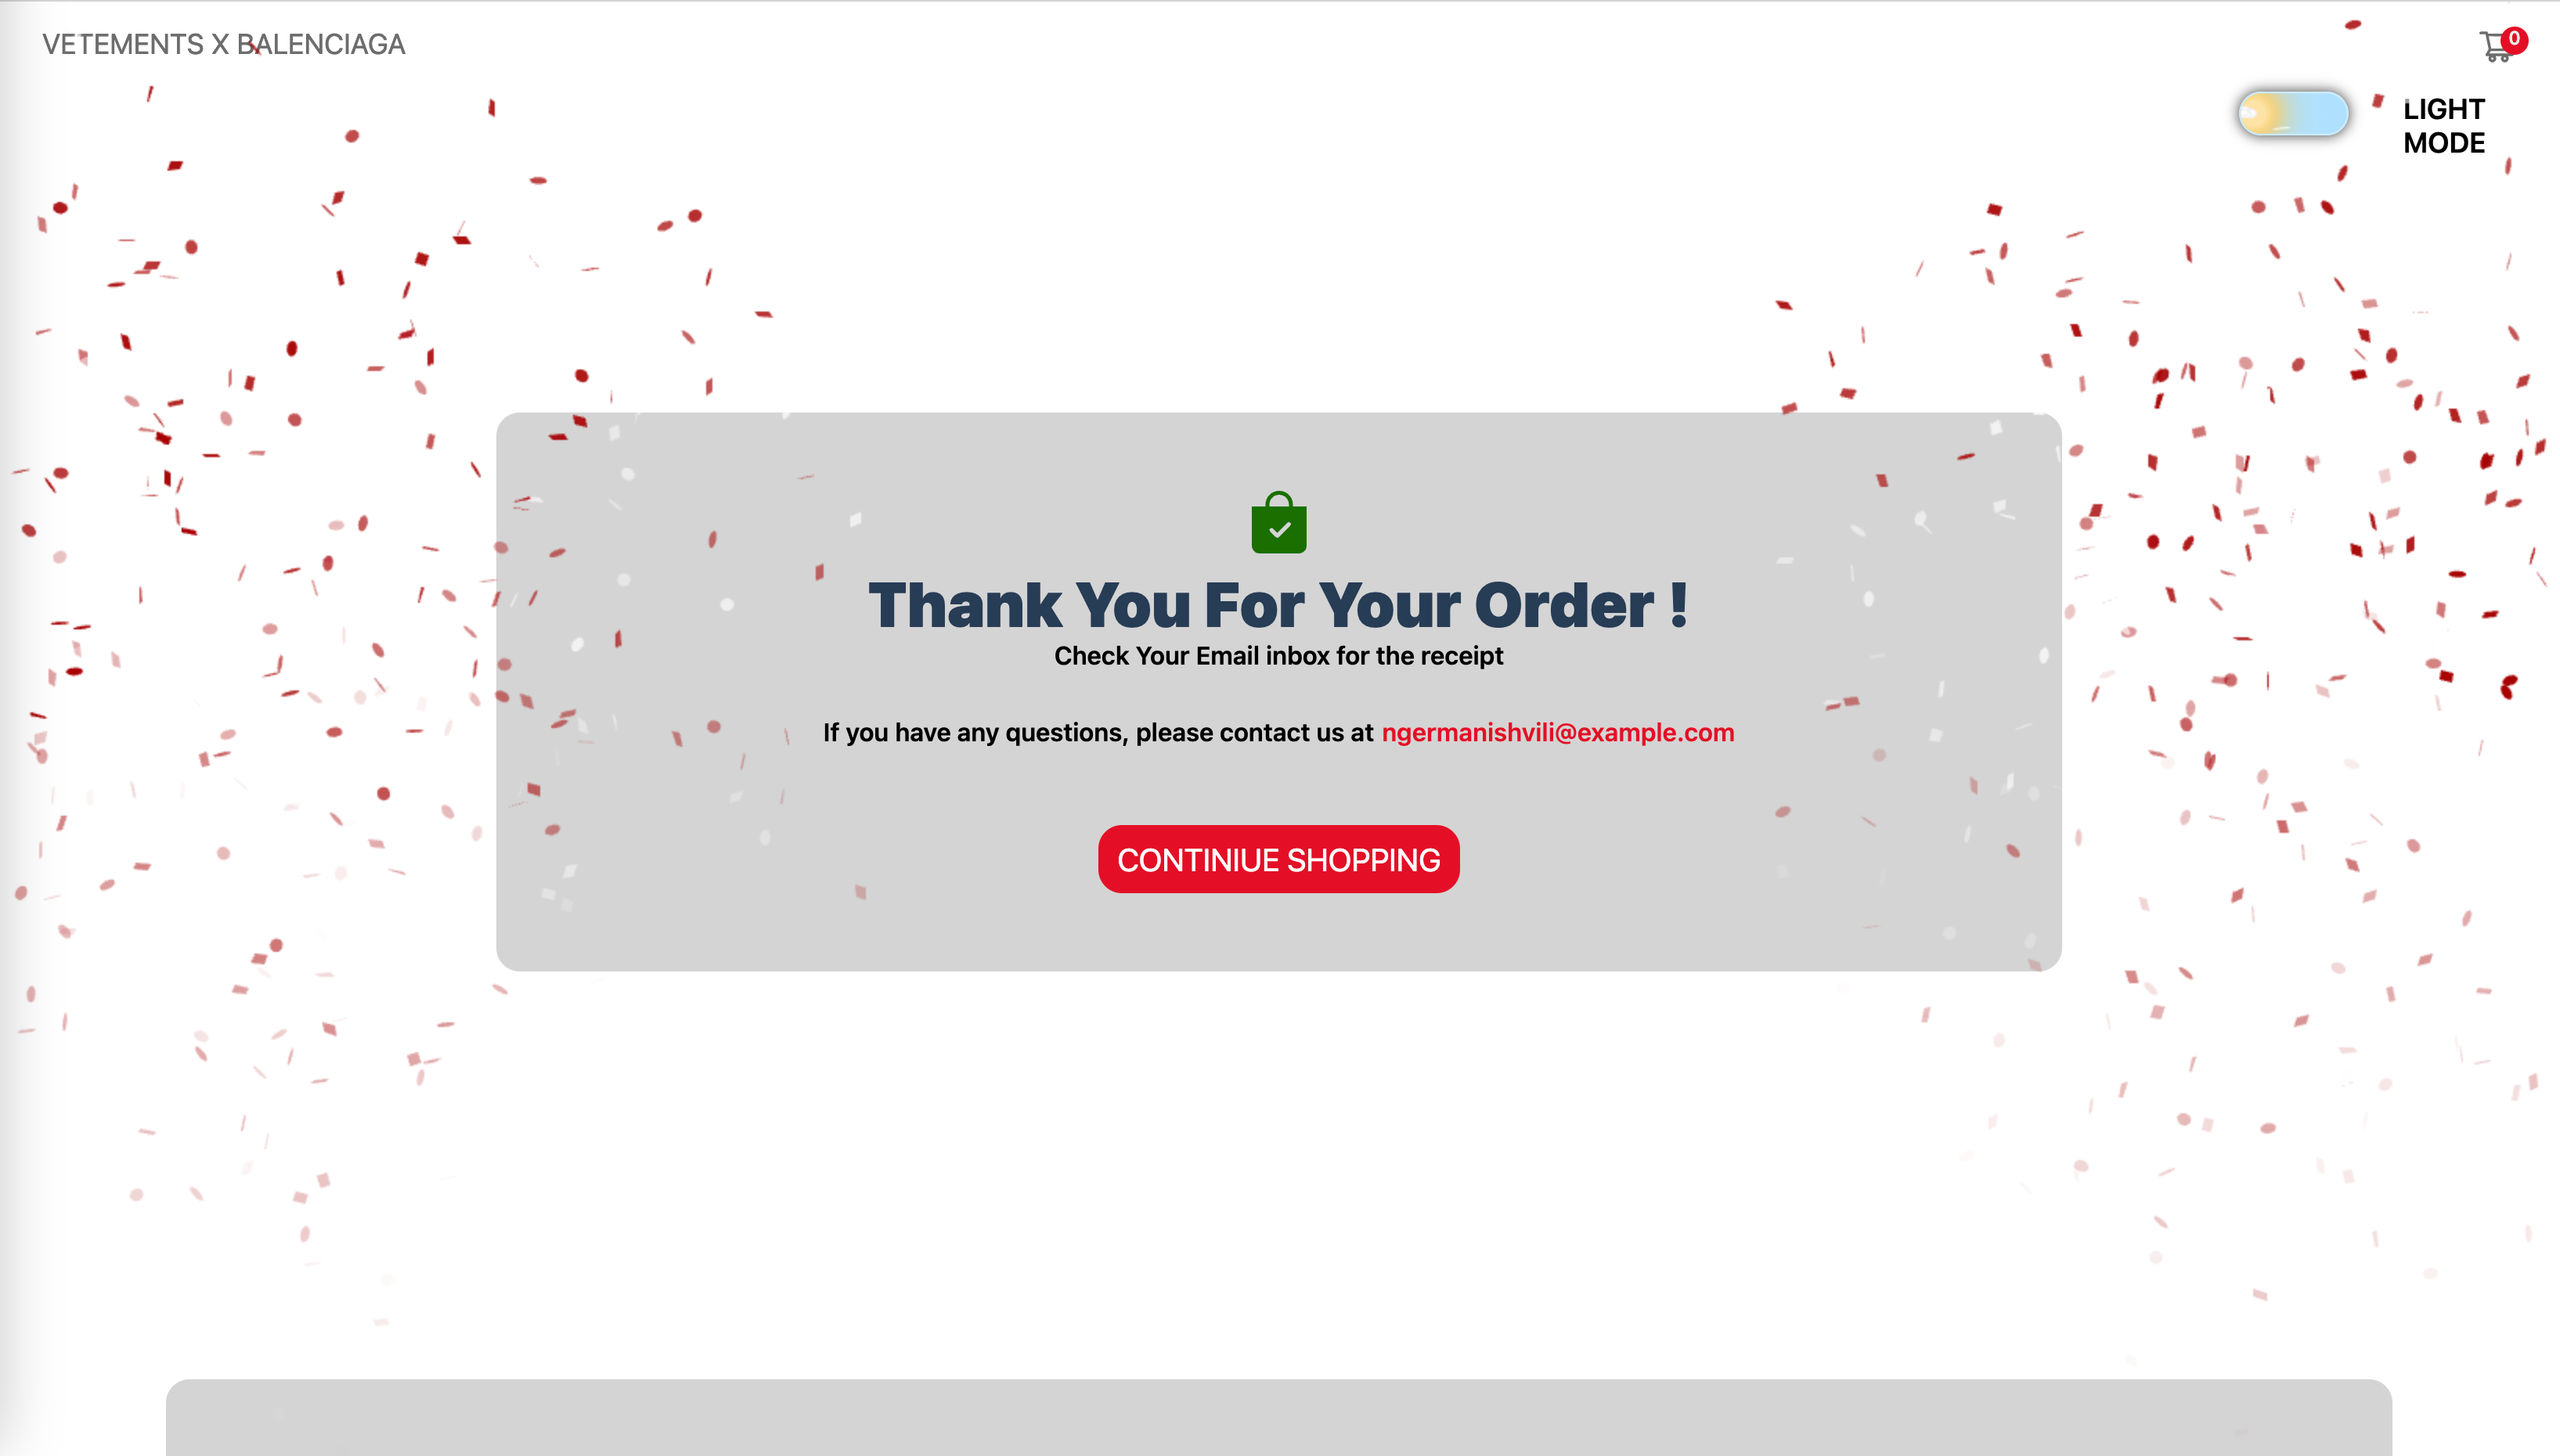 VETEMENTS X BALENCIAGA
0
LIGHT
MODE
Thank You For Your Order !
Check Your Email inbox for the receipt
If you have any questions, please contact us at ngermanishvili@example.com
CONTINIUE SHOPPING